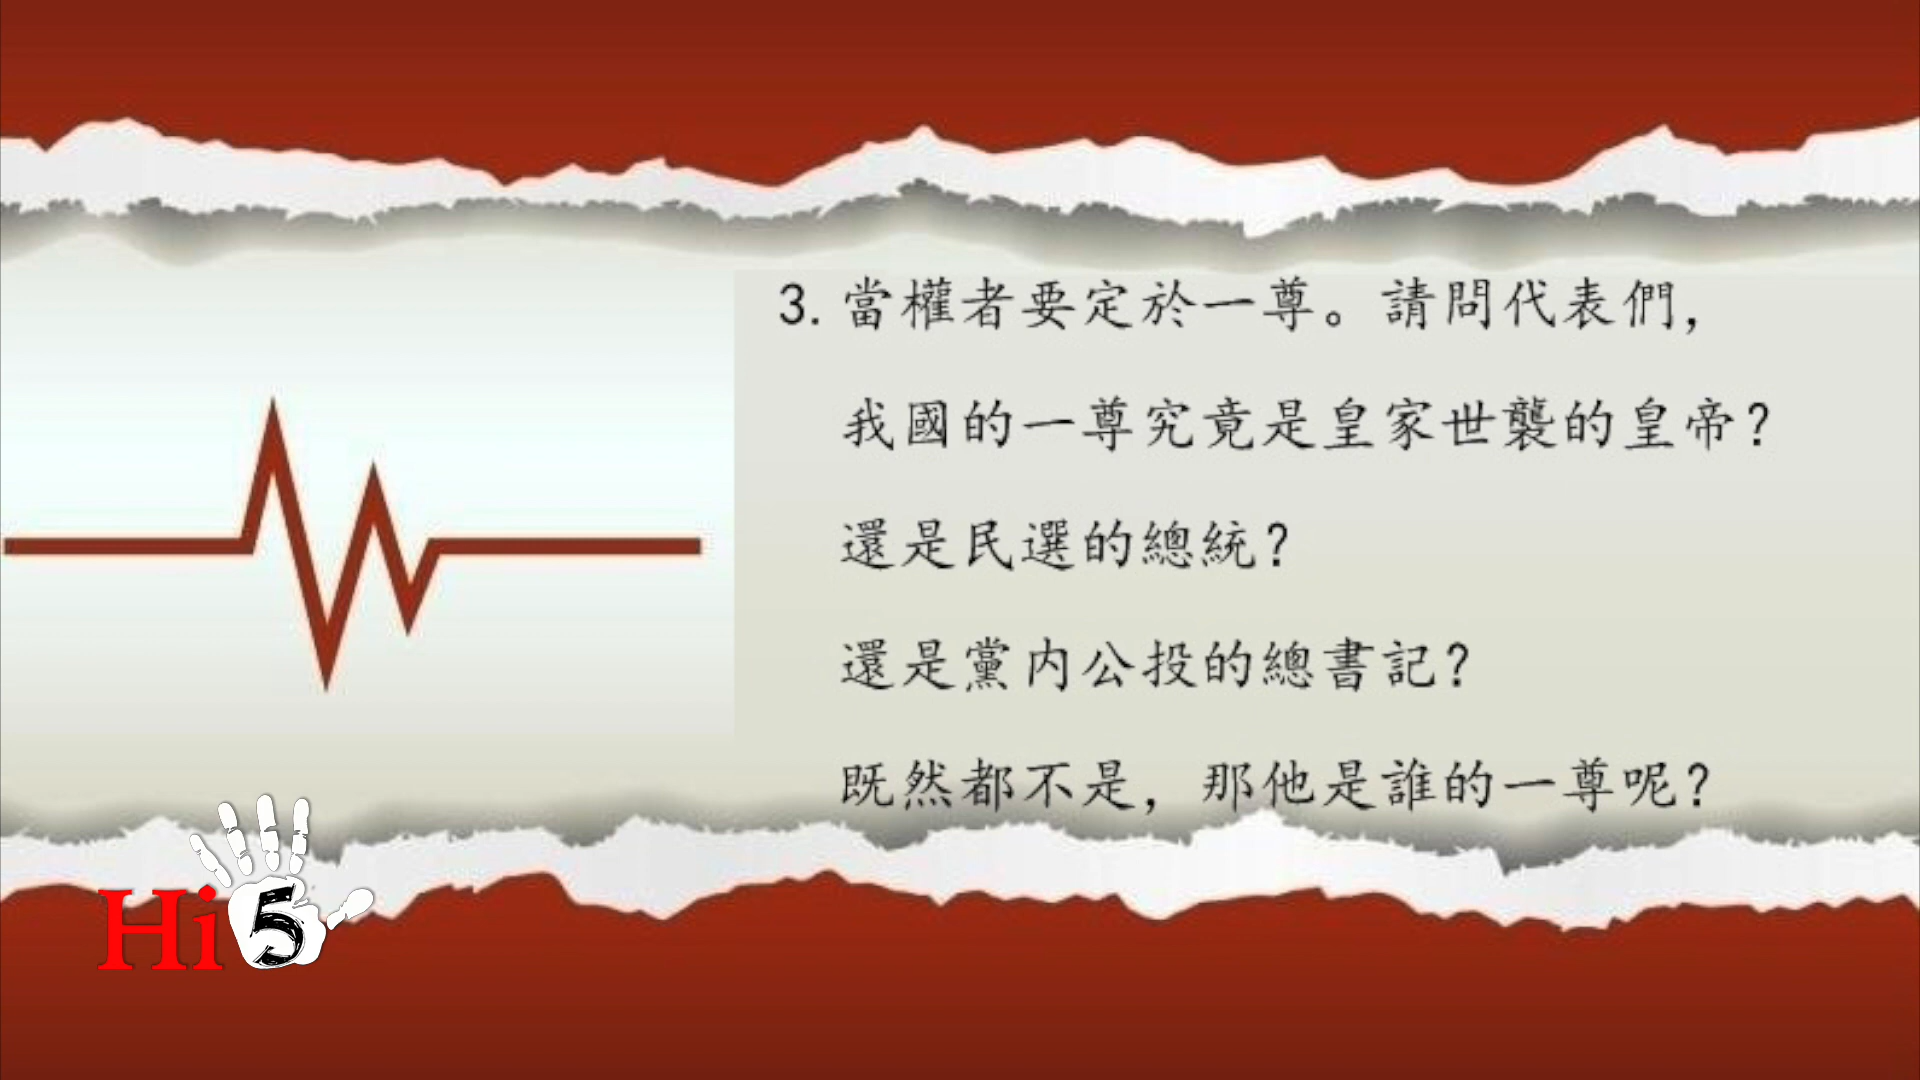 3.當權者要定於一尊。請問代表們，
我國的一尊究竟是皇家世襲的皇帝？
還是民選的總統？
還是黨內公投的總書記？
既然都不是，那他是誰的一尊呢？
Hi5